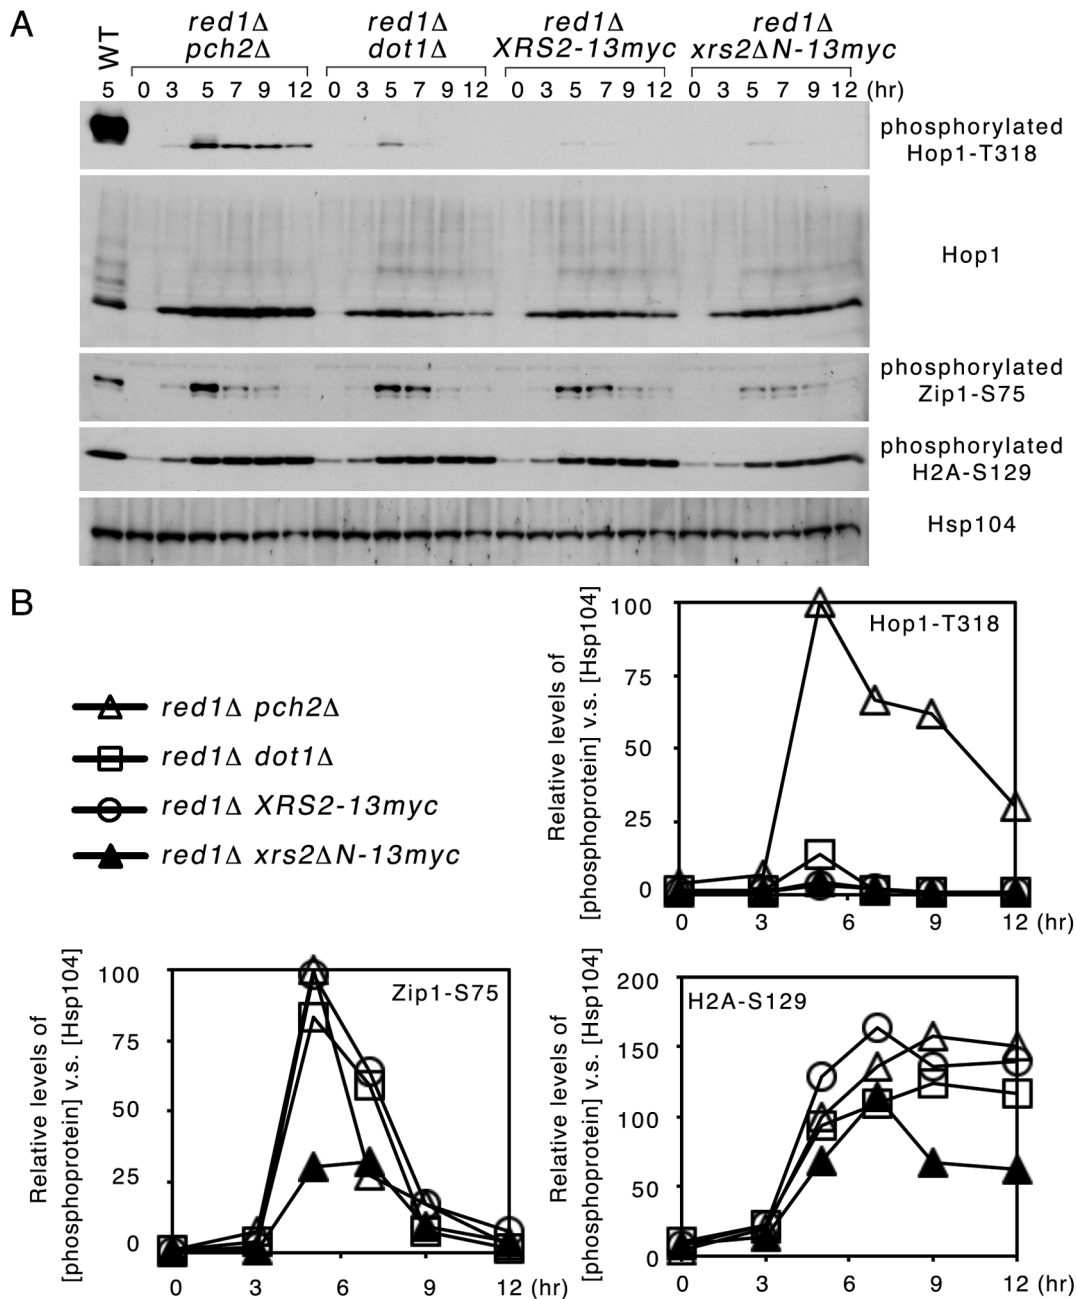 A
WT
red1Δ
pch2Δ
red1Δ
dot1Δ
red1Δ
XRS2-13myc
red1Δ
xrs2ΔN-13myc
5 0 3 5 7 9 12 0 3 5 7 9 12 0 3 5 7 9 12 0 3 5 7 9 12 (hr)
phosphorylated
Hop1-T318
Hop1
phosphorylated
Zip1-S75
phosphorylated
H2A-S129
Hsp104
B
red1Δ pch2Δ
red1Δ dot1Δ
red1Δ XRS2-13myc
red1Δ xrs2ΔN-13myc
Relative levels of
[phosphoprotein] v.s. [Hsp104]
100
75
50
25
0
Hop1-T318
0 3 6 9 12 (hr)
Relative levels of
[phosphoprotein] v.s. [Hsp104]
100
75
50
25
0
Zip1-S75
0 3 6 9 12 (hr)
Relative levels of
[phosphoprotein] v.s. [Hsp104]
200
150
100
50
0
H2A-S129
0 3 6 9 12 (hr)